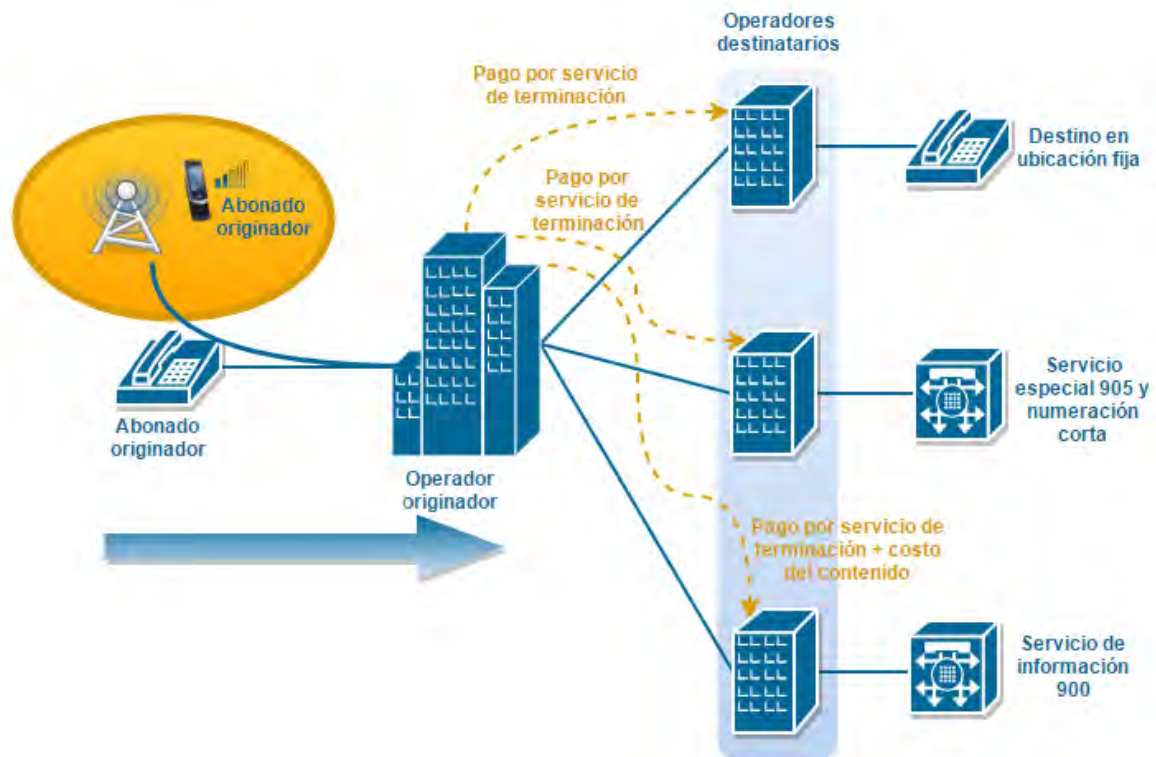 Operadores
destinatarios
Pago por servicio
de terminación
Destino en
ubicación fija
Abonado
originador
Pago por
servicio de
terminación
Servicio
especial 905 y
numeración
corta
Abonado
originador
Operador
originador
Pago por servicio de
terminación + costo
del contenido
Servicio de
información
900